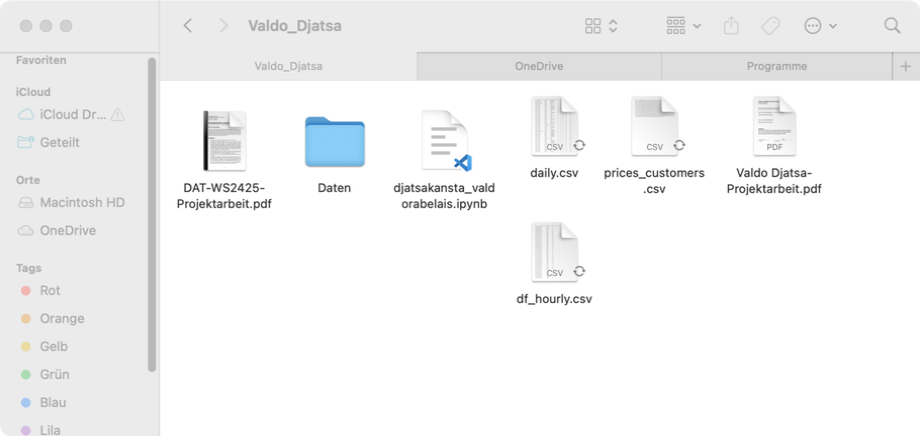 Valdo_Djatsa
Valdo_Djatsa
OneDrive
Programme
Favoriten
iCloud
iCloud Dr...
Geteilt
Orte
Macintosh HD
OneDrive
Tags
Rot
Orange
Gelb
Grün
Blau
Lila
DAT-WS2425-
Projektarbeit.pdf
Daten
djatsakansta_vald
orabelais.ipynb
CSV
daily.csv
CSV
prices_customers
.csv
PDF
Valdo Djatsa-
Projektarbeit.pdf
CSV
df_hourly.csv